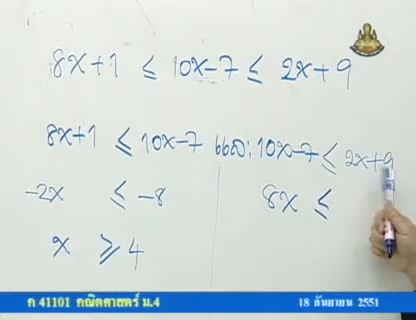 8x+1 ≤ 10x-7 ≤ 2x+9
8x+1 ≤ 10x-7 และ 10x-7 ≤ 2x+9
-2x ≤ -8 8x ≤
x ≥ 4
ค 41101 คณิตศาสตร์ ม.4 18 กันยายน 2551